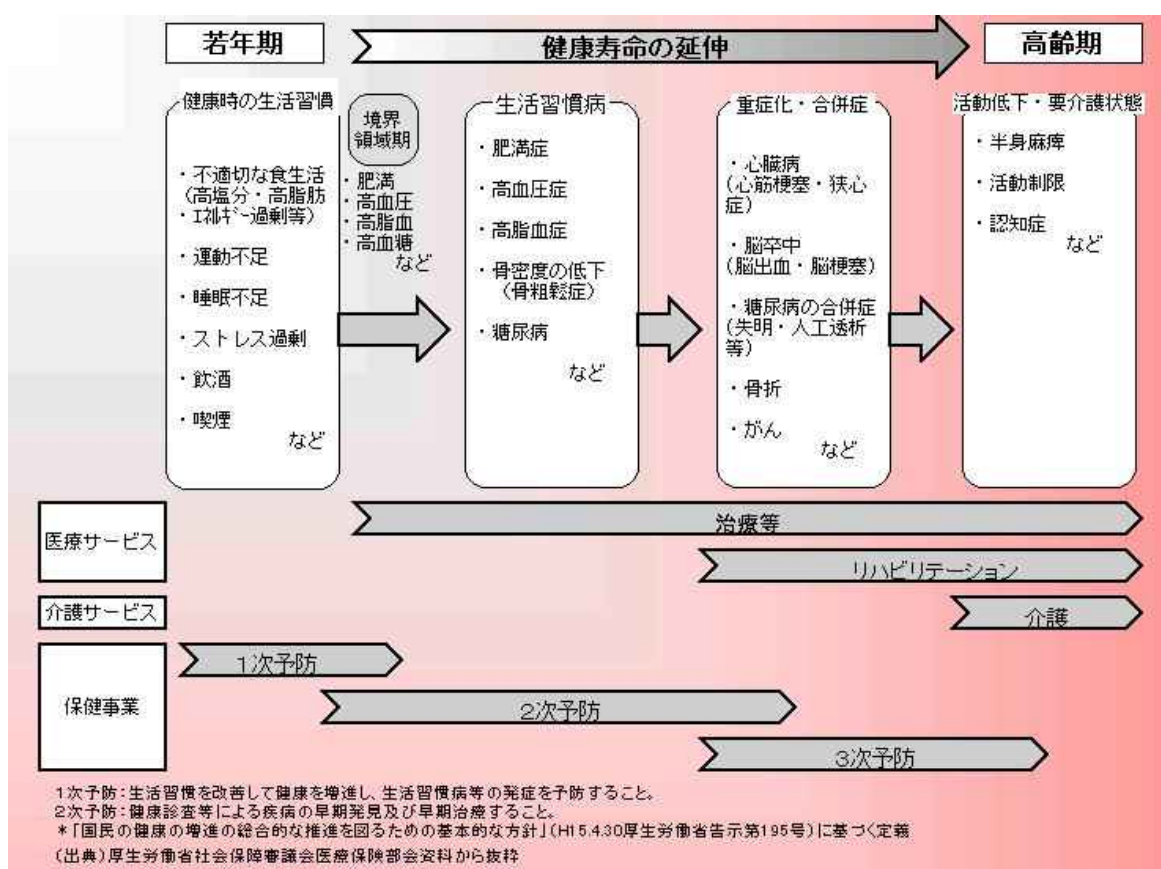 若年期
健康寿命の延伸
高齢期
健康時の生活習慣
・不適切な食生活
(高塩分・高脂肪
・エネルギー過剰等)
・運動不足
・睡眠不足
・ストレス過剰
・飲酒
・喫煙
など
境界
領域期
・肥満
・高血圧
・高脂血
・高血糖
など
生活習慣病
・肥満症
・高血圧症
・高脂血症
・骨密度の低下
(骨粗鬆症)
・糖尿病
など
重症化・合併症
・心臓病
(心筋梗塞・狭心
症)
・脳卒中
(脳出血・脳梗塞)
・糖尿病の合併症
(失明・人工透析
等)
・骨折
・がん
など
活動低下・要介護状態
・半身麻痺
・活動制限
・認知症
など
医療サービス
治療等
リハビリテーション
介護サービス
介護
保健事業
1次予防
2次予防
3次予防
1次予防:生活習慣を改善して健康を増進し、生活習慣病等の発症を予防すること。
2次予防:健康診査等による疾病の早期発見及び早期治療すること。
*「国民の健康の増進の総合的な推進を図るための基本的な方針」(H15.4.30厚生労働省告示第195号)に基づく定義
(出典)厚生労働省社会保障審議会医療保険部会資料から抜粋